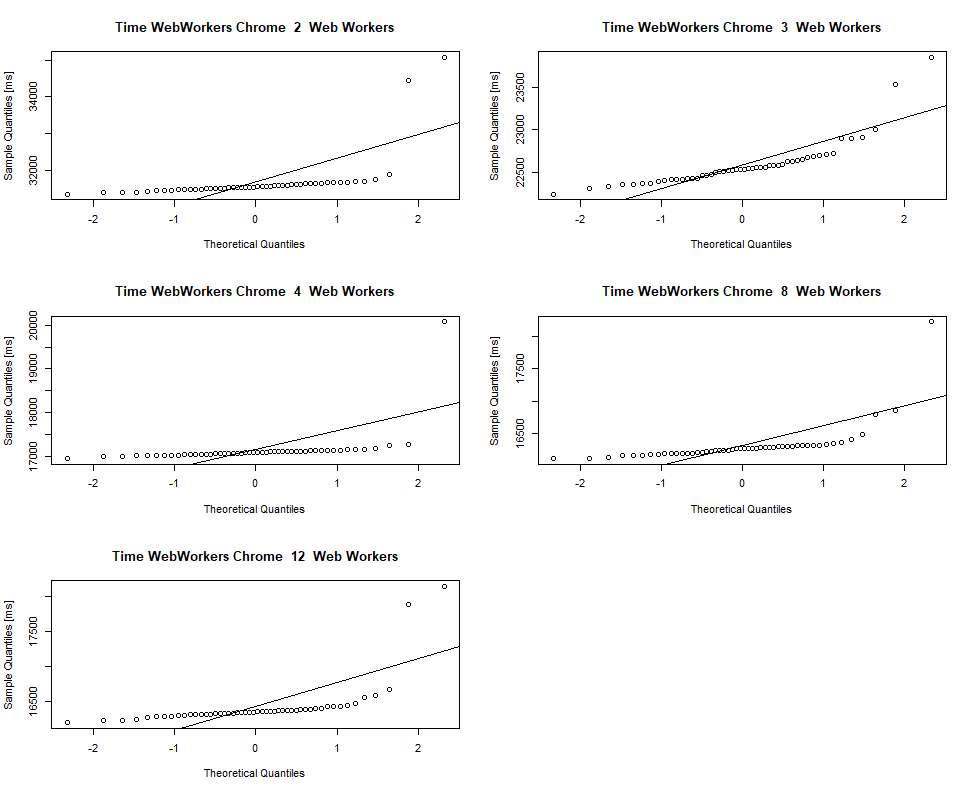 Time WebWorkers Chrome  2  Web Workers
Sample Quantiles [ms]
32000
34000
-2 -1 0 1 2
Theoretical Quantiles
Time WebWorkers Chrome  3  Web Workers
Sample Quantiles [ms]
22500
23000
23500
-2 -1 0 1 2
Theoretical Quantiles
Time WebWorkers Chrome  4  Web Workers
Sample Quantiles [ms]
17000
18000
19000
20000
-2 -1 0 1 2
Theoretical Quantiles
Time WebWorkers Chrome  8  Web Workers
Sample Quantiles [ms]
16500
17500
-2 -1 0 1 2
Theoretical Quantiles
Time WebWorkers Chrome  12  Web Workers
Sample Quantiles [ms]
16500
17500
-2 -1 0 1 2
Theoretical Quantiles